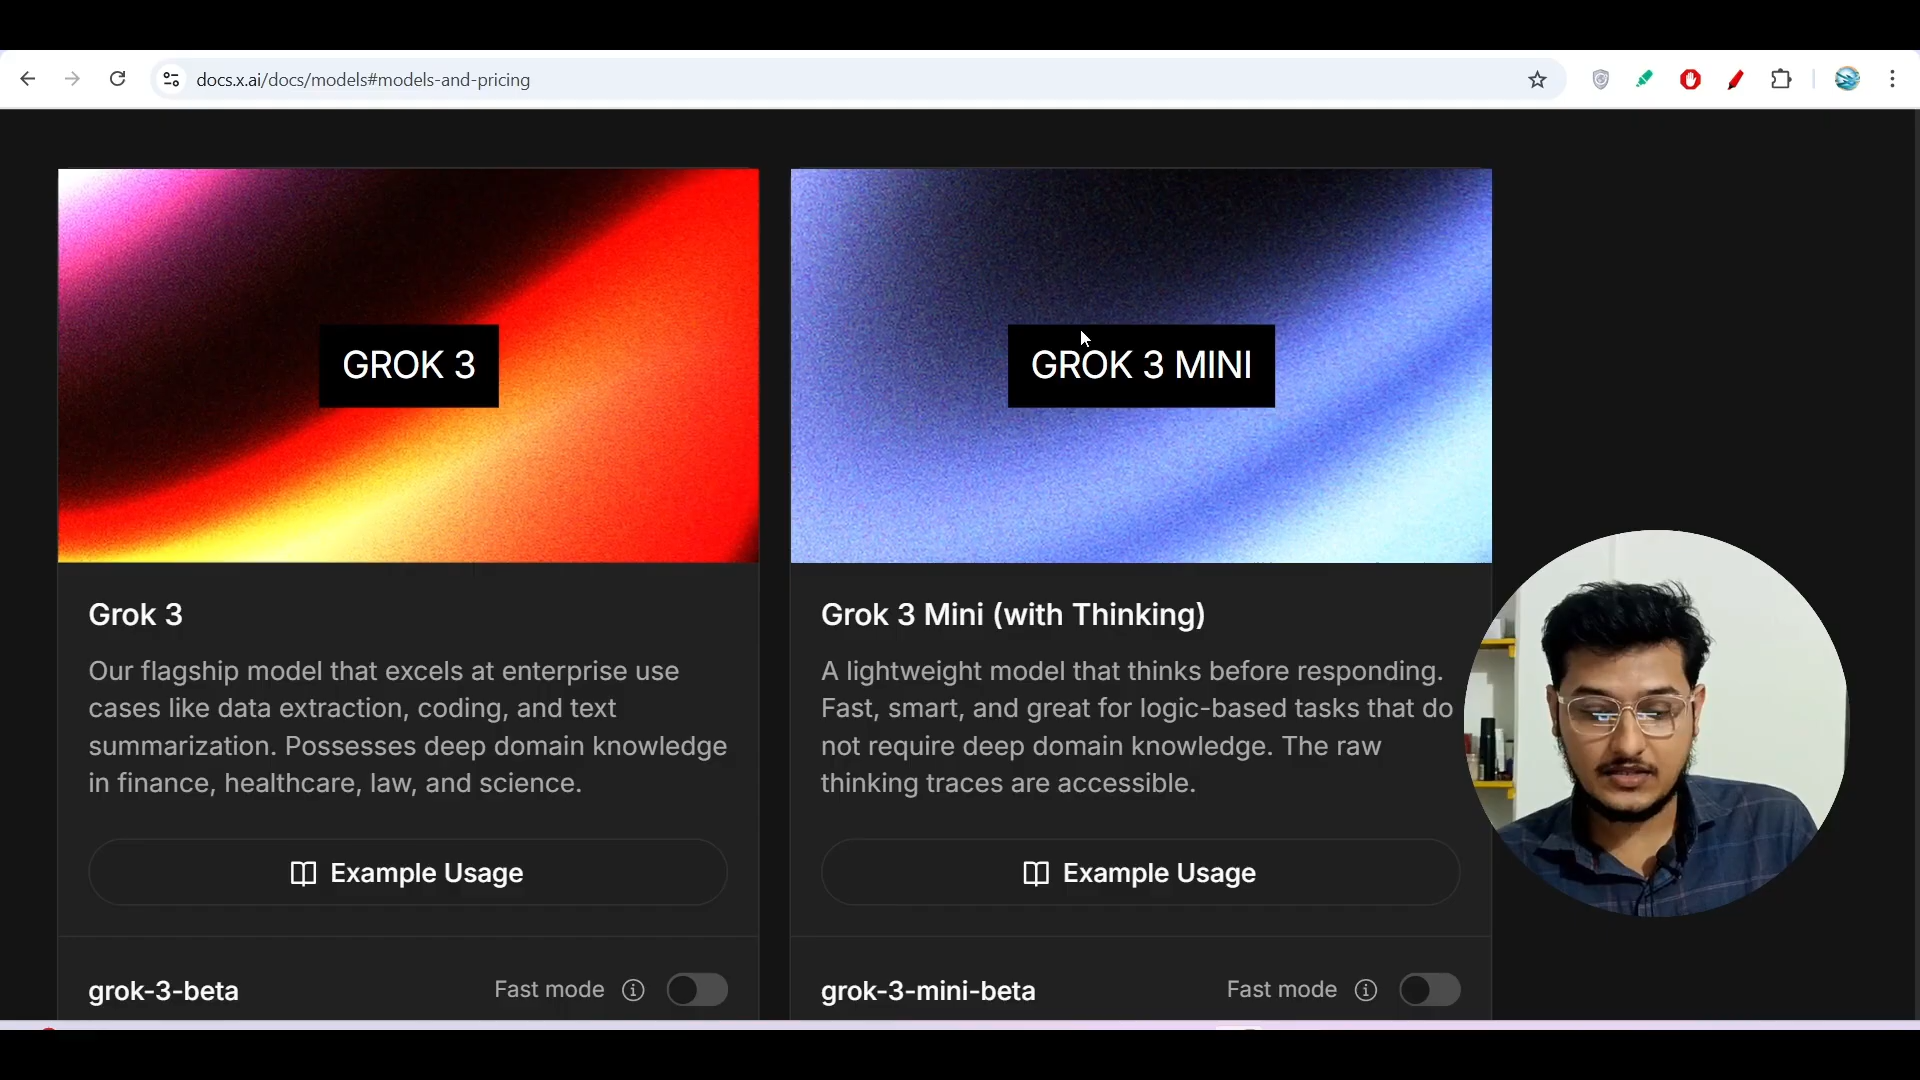 docs.x.ai/docs/models#models-and-pricing
GROK 3
GROK 3 MINI
Grok 3
Our flagship model that excels at enterprise use
cases like data extraction, coding, and text
summarization. Possesses deep domain knowledge
in finance, healthcare, law, and science.
Example Usage
grok-3-beta
Fast mode
Grok 3 Mini (with Thinking)
A lightweight model that thinks before responding.
Fast, smart, and great for logic-based tasks that do
not require deep domain knowledge. The raw
thinking traces are accessible.
Example Usage
grok-3-mini-beta
Fast mode